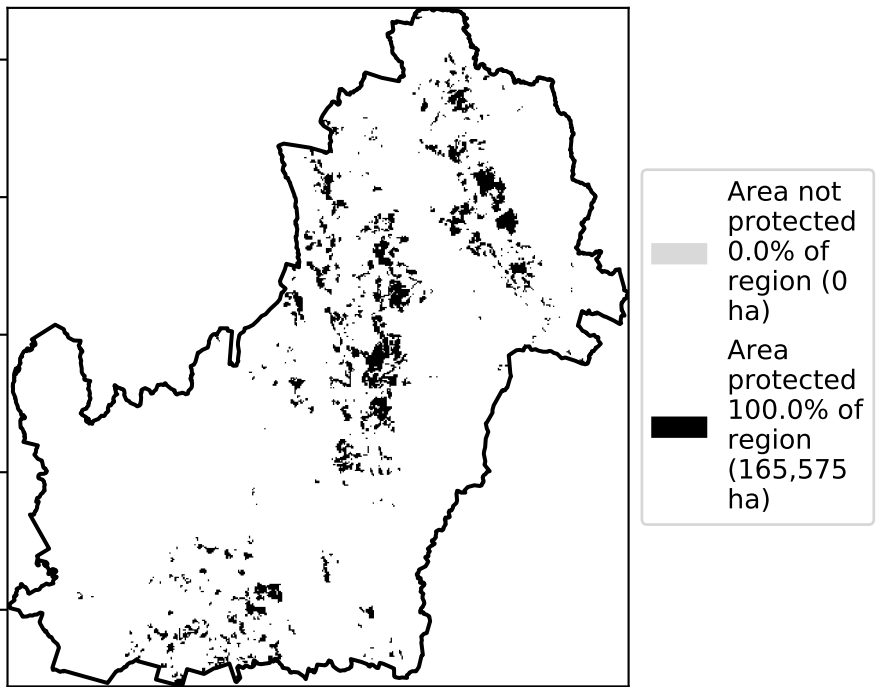 Area not
protected
0.0% of
region (0
ha)
Area
protected
100.0% of
region
(165,575
ha)